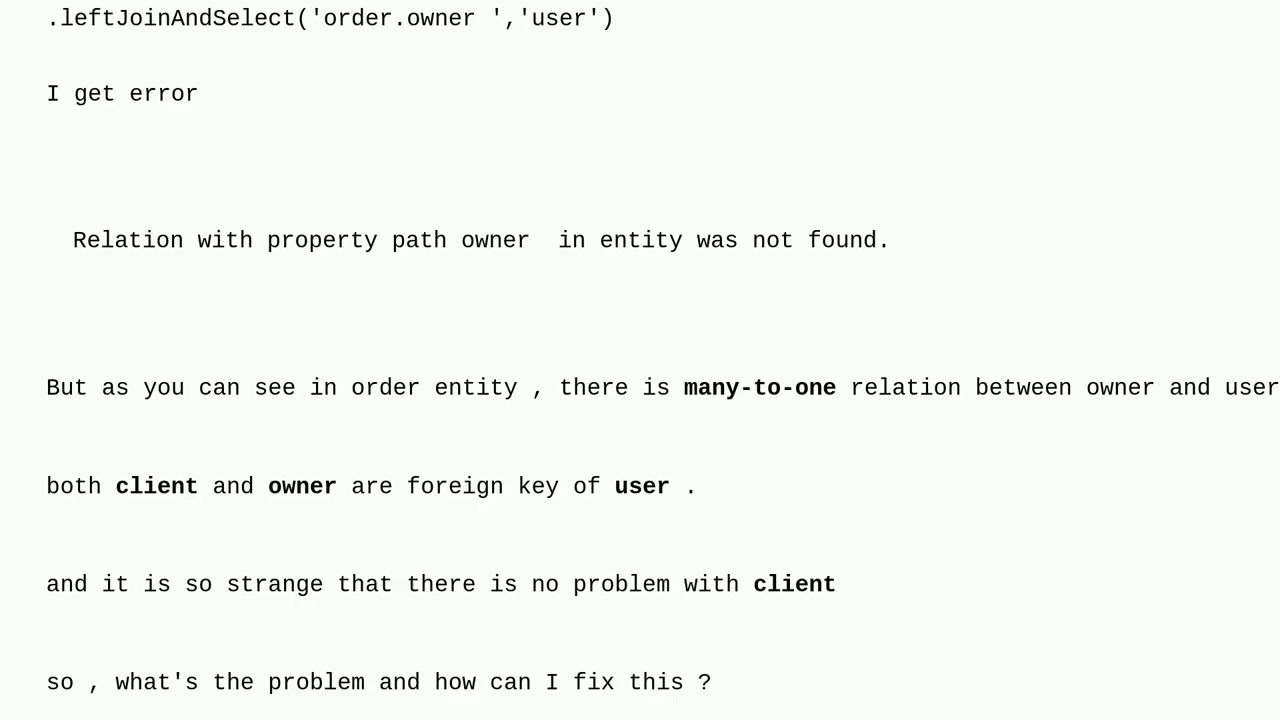 .leftJoinAndSelect('order.owner ','user')
I get error
Relation with property path owner  in entity was not found.
But as you can see in order entity , there is many-to-one relation between owner and user
both client and owner are foreign key of user .
and it is so strange that there is no problem with client
so , what's the problem and how can I fix this ?